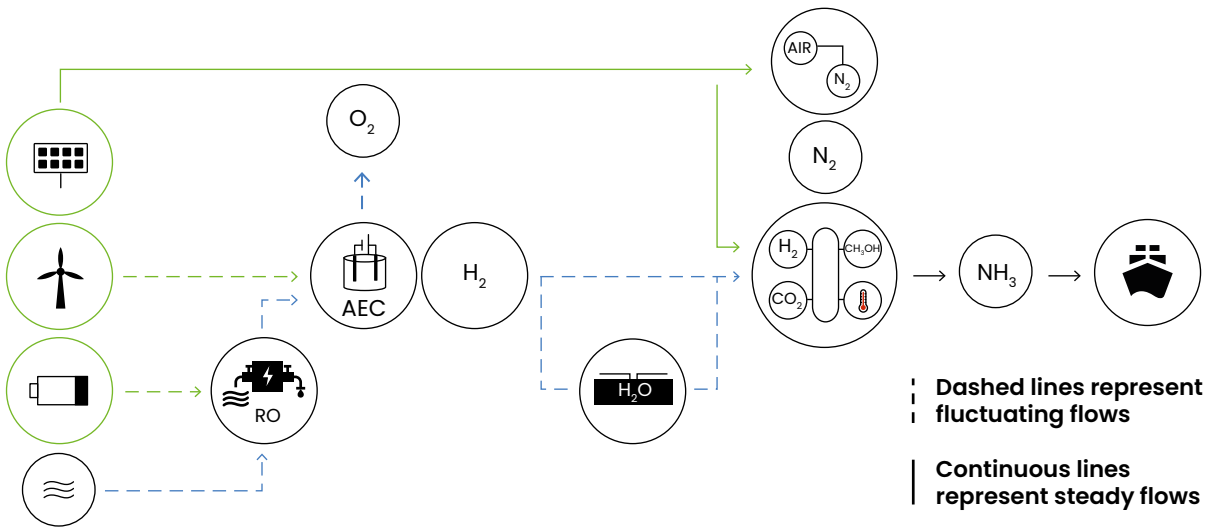 AIR
N₂
O₂
N₂
H₂
CH₃OH
CO₂
AEC
H₂
NH₃
RO
H₂O
Dashed lines represent
fluctuating flows
Continuous lines
represent steady flows